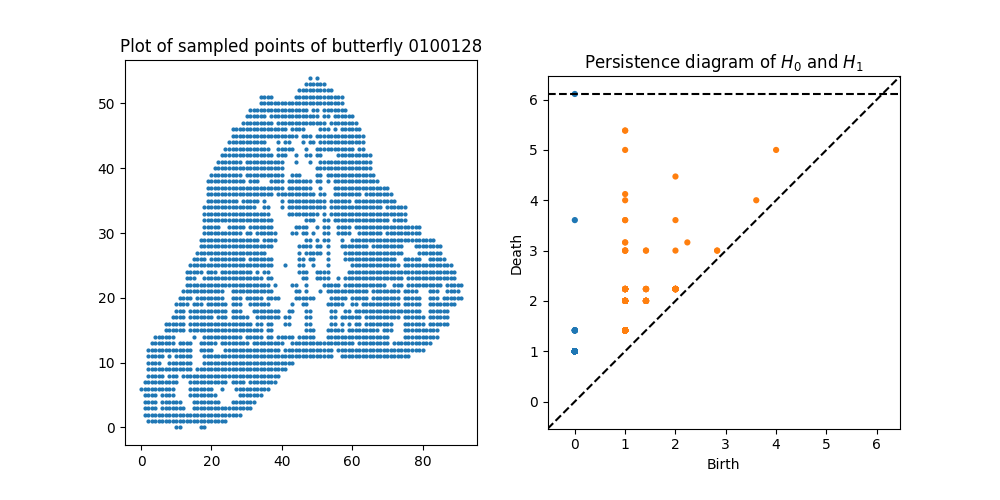 Plot of sampled points of butterfly 0100128
50
40
30
20
10
0
0 20 40 60 80
Persistence diagram of H₀ and H₁
Death
6
5
4
3
2
1
0
0 1 2 3 4 5 6
Birth